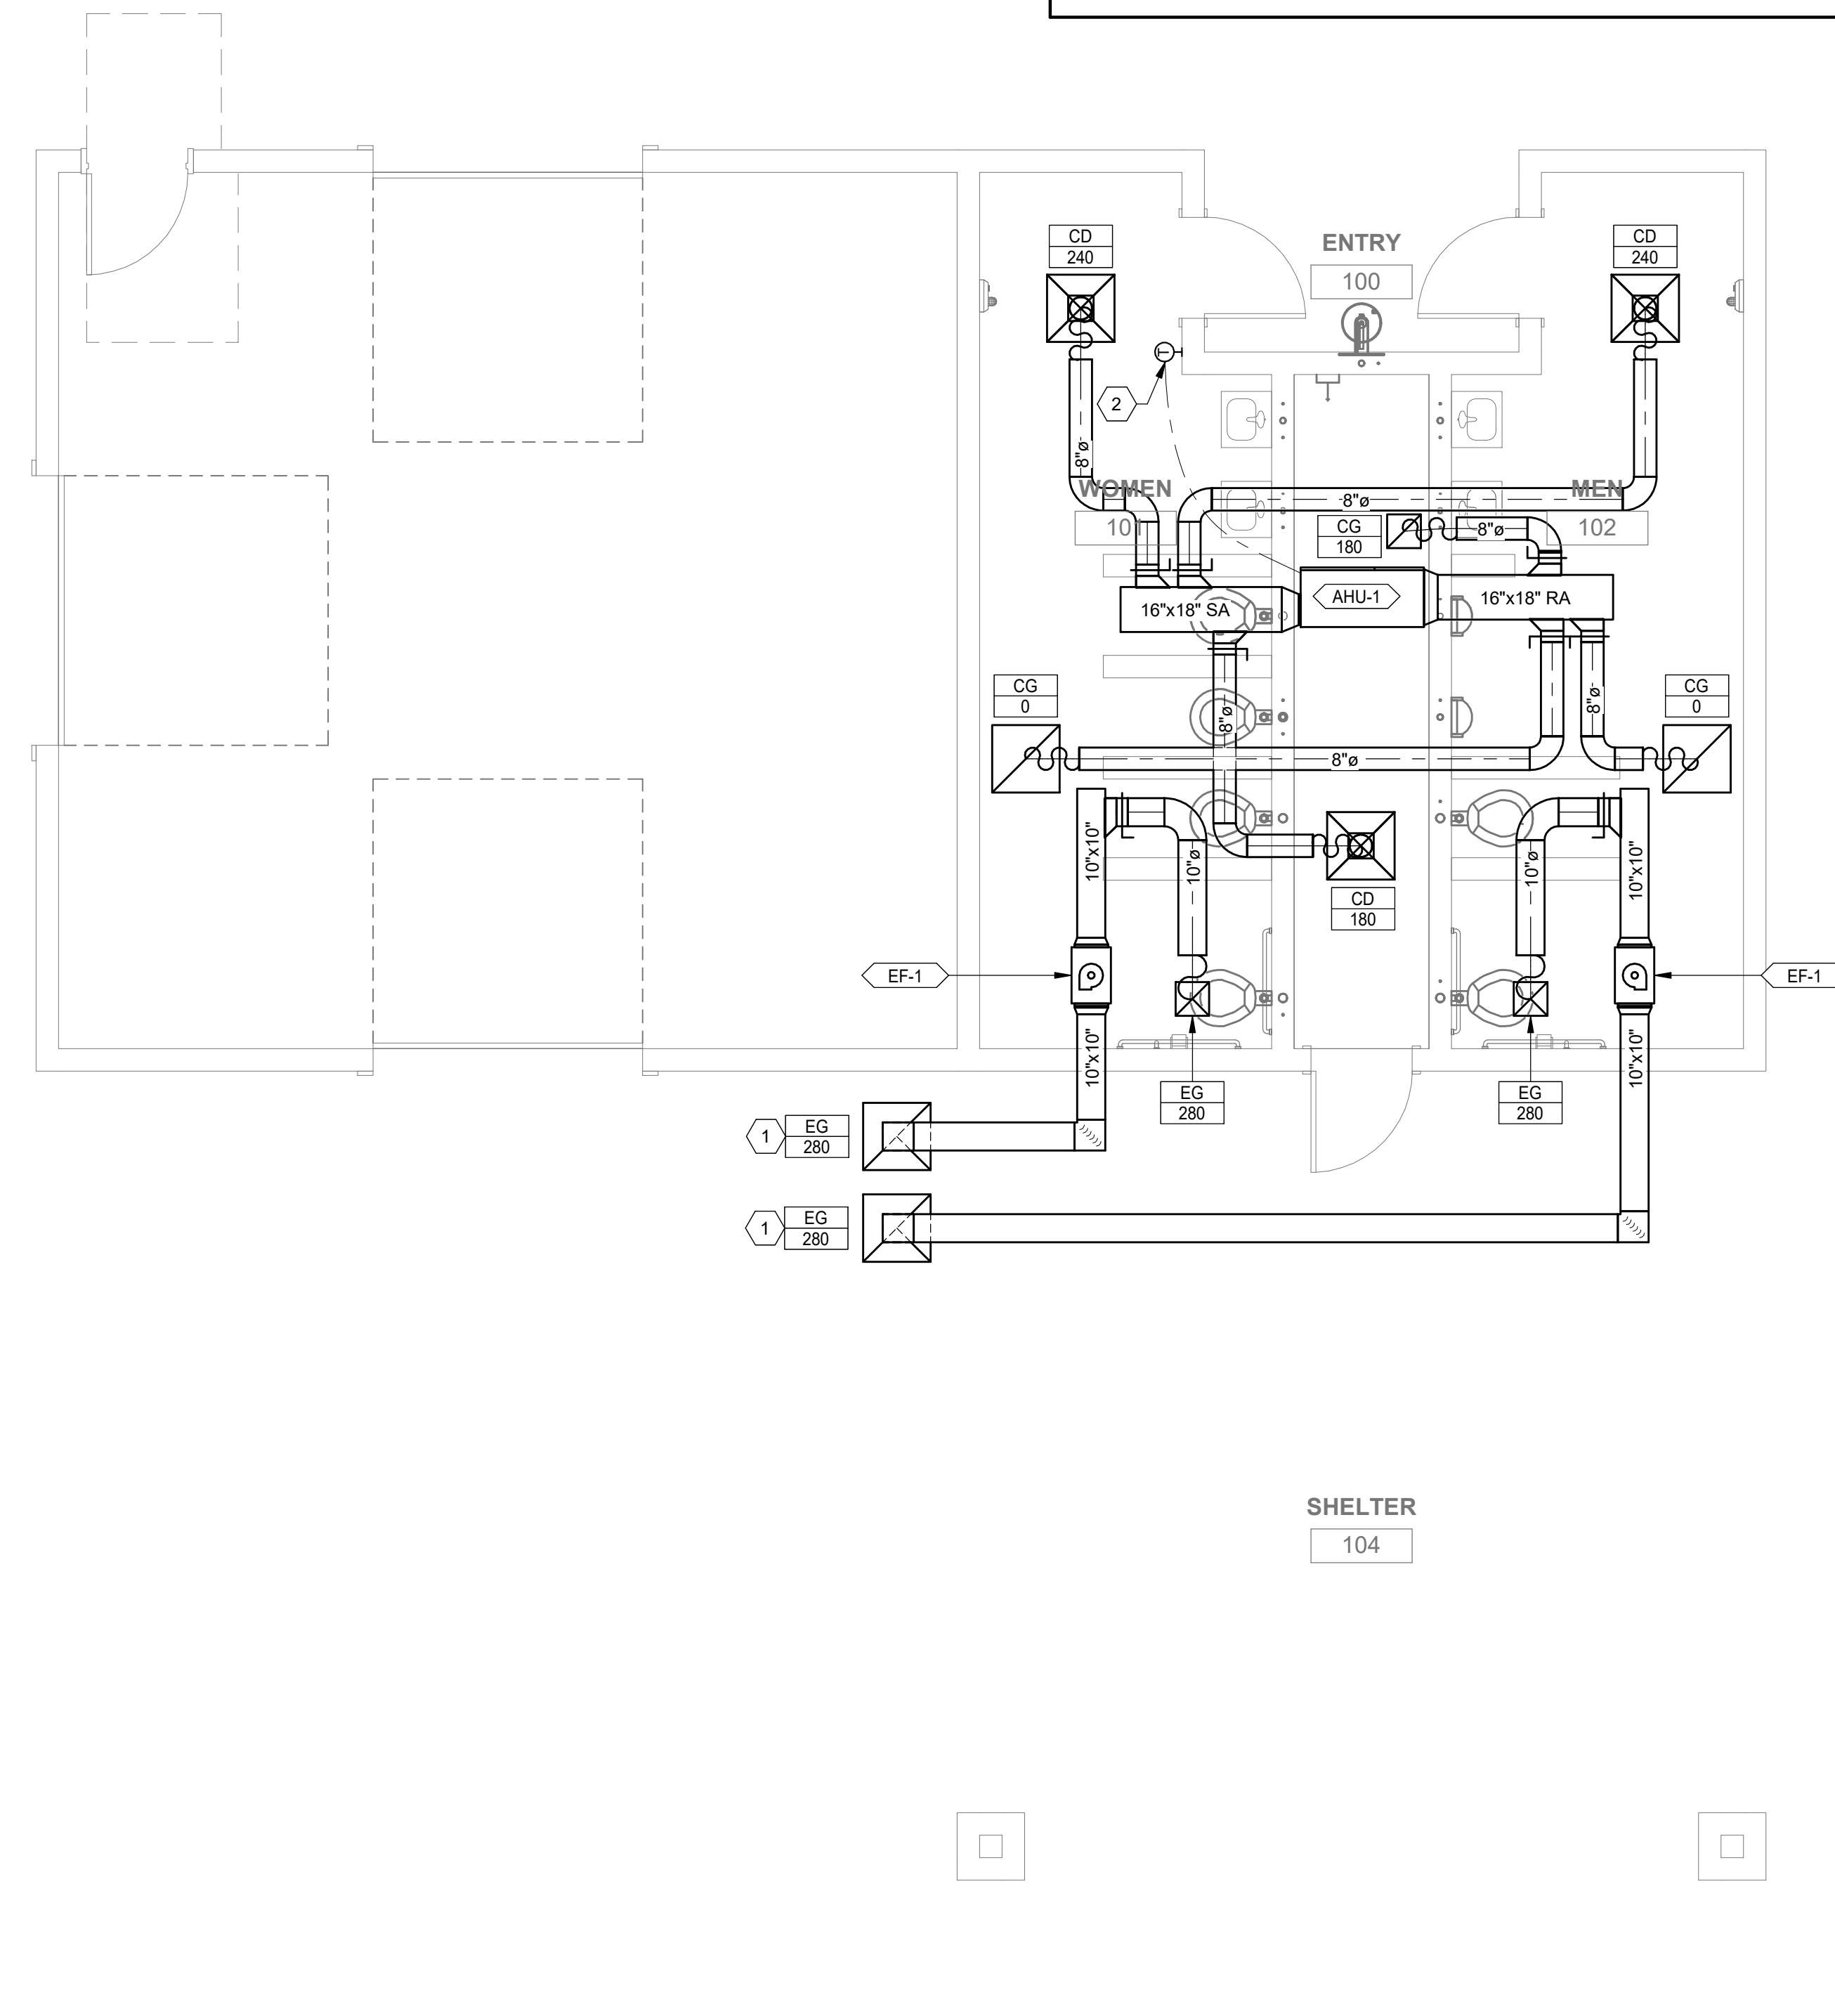 CD
240
ENTRY
100
CD
240
2
8"ø
WOMEN
101
8"ø
MEN
102
CG
180
8"ø
16"x18" SA
AHU-1
16"x18" RA
CG
0
8"ø
8"ø
CG
0
8"ø
10"x10"
10"ø
10"ø
10"x10"
CD
180
EF-1
EF-1
10"x10"
10"x10"
EG
280
EG
280
1
EG
280
1
EG
280
SHELTER
104
T